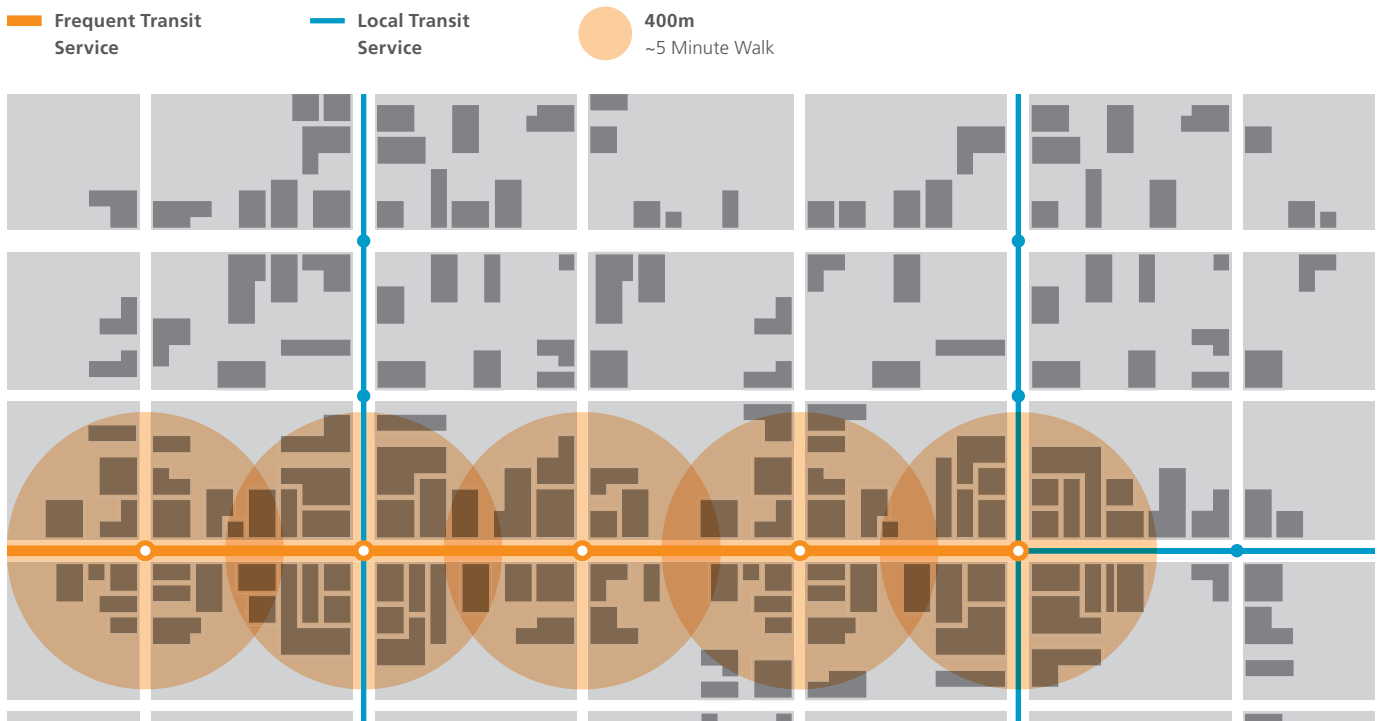 Frequent Transit
Service
Local Transit
Service
400m
~5 Minute Walk